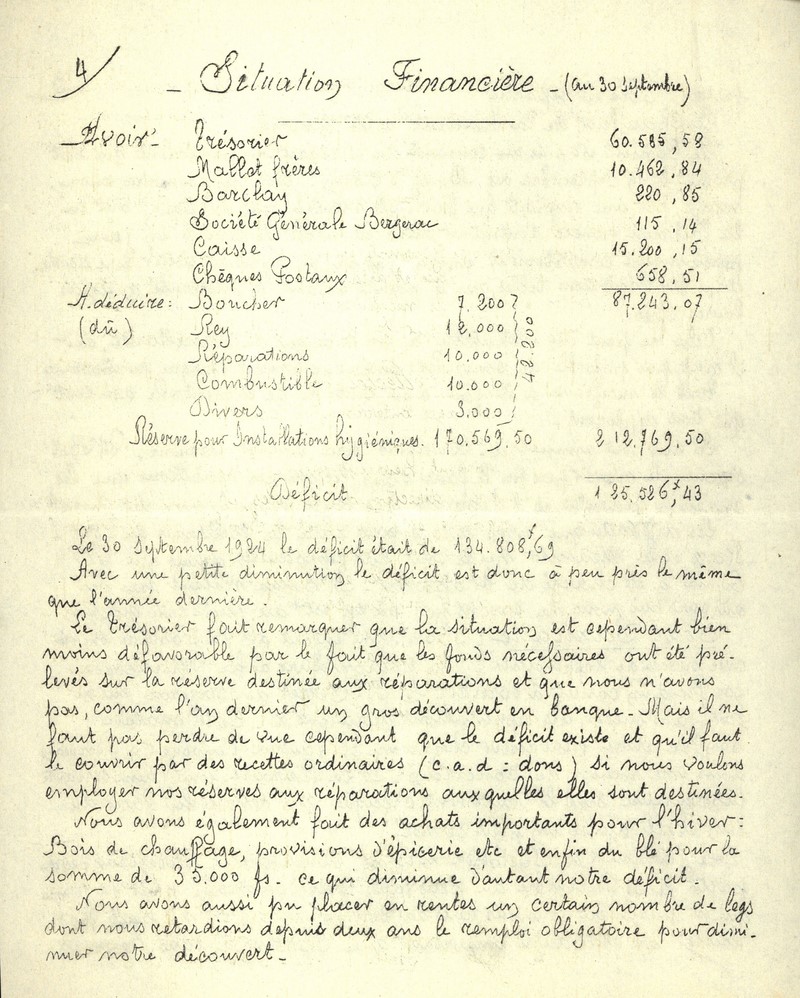 4/
- Situation Financière - (au 30 Septembre)
Avoir - Trésorier 60.585,58
Mallet frères 10.462,84
Barclay 220,85
Société Générale Bergerac 115,14
Caisse 15.200,15
Chèques Postaux 658,51
A déduire: Boucher 7.200 87.243,07
(dû) Rey 12.000
Réparations 10.000
42.200
Combustible 10.000
Divers 3.000
Réserve pour Installations hygiéniques. 170.569,50 212.769,50
Déficit 125.526,43
Le 30 Septembre 1924 le déficit était de 134.808,69
Avec une petite diminution le déficit est donc à peu près le même
que l'année dernière.
Le Trésorier fait remarquer que la situation est cependant bien
moins défavorable par le fait que les fonds nécessaires ont été pré-
levés sur la réserve destinée aux réparations et que nous n'avons
pas, comme l'an dernier un gros découvert en banque. Mais il ne
faut pas perdre de vue cependant que le déficit existe et qu'il faut
le couvrir par des recettes ordinaires (c.a.d : dons) si nous voulons
employer nos réserves aux réparations auxquelles elles sont destinées.
Nous avons également fait des achats importants pour l'hiver:
Bois de chauffage, provisions d'épicerie etc et enfin du blé pour la
somme de 35.000 fs. ce qui diminue d'autant notre déficit.
Nous avons aussi pu placer en rentes un certain nombre de legs
dont nous retardions depuis deux ans le remploi obligatoire pour dimi-
nuer notre découvert -